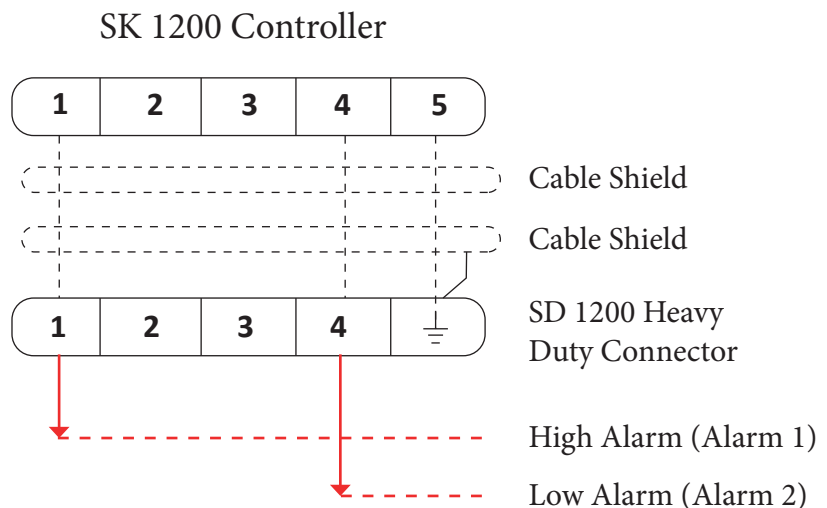 SK 1200 Controller
1 2 3 4 5
Cable Shield
Cable Shield
1 2 3 4
SD 1200 Heavy
Duty Connector
High Alarm (Alarm 1)
Low Alarm (Alarm 2)